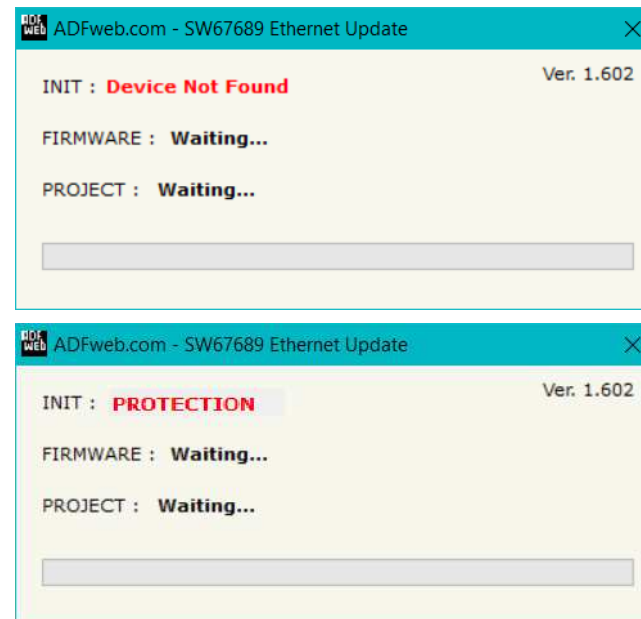 ADFweb.com - SW67689 Ethernet Update
Ver. 1.602
INIT : Device Not Found
FIRMWARE : Waiting...
PROJECT : Waiting...
ADFweb.com - SW67689 Ethernet Update
Ver. 1.602
INIT : PROTECTION
FIRMWARE : Waiting...
PROJECT : Waiting...